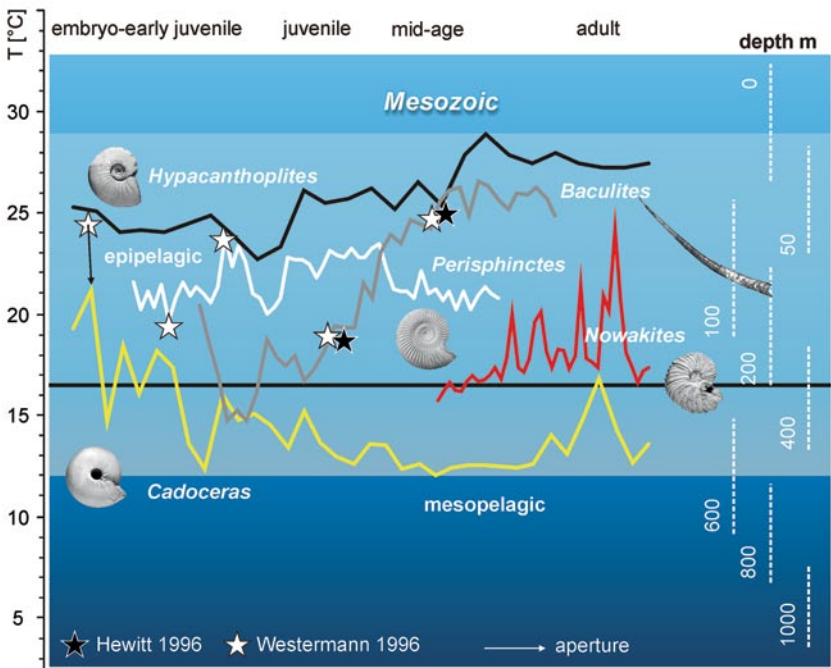 T [°C]
embryo-early juvenile juvenile mid-age adult
depth m
Mesozoic
30
25
20
15
10
5
Hypacanthoplites
Baculites
epipelagic
Perisphinctes
Nowakites
Cadoceras
mesopelagic
0
50
100
200
400
600
800
1000
Hewitt 1996 Westermann 1996 aperture